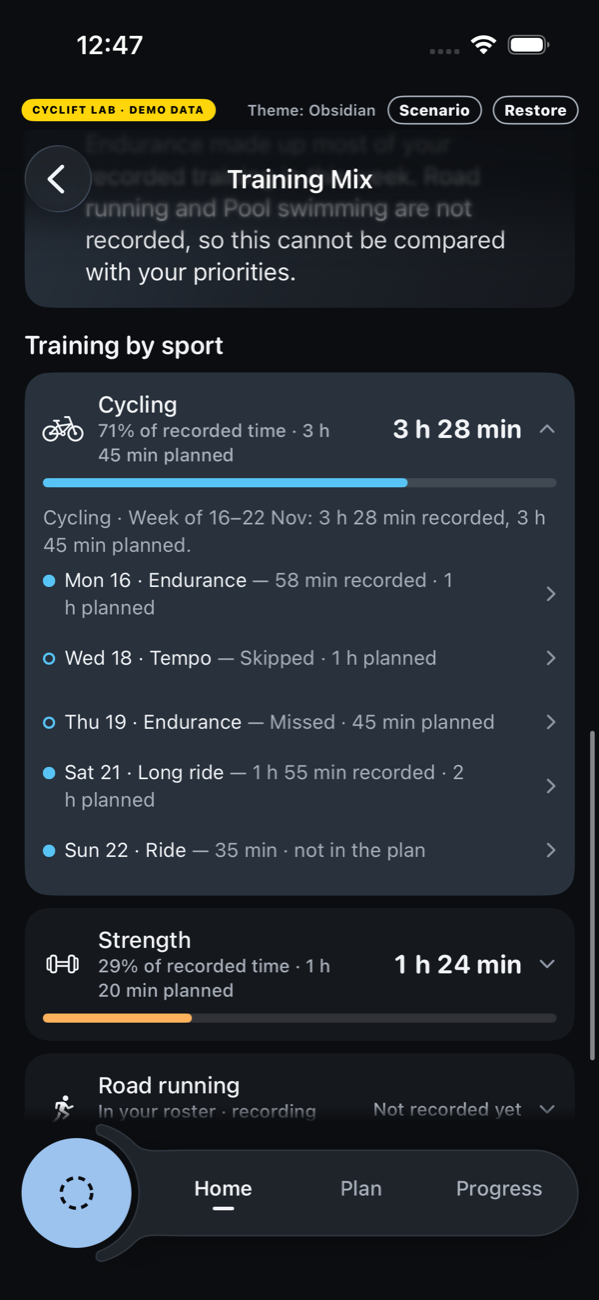 12:47
CYCLIFT LAB · DEMO DATA
Theme: Obsidian
Scenario
Restore
Endurance made up most of your
Training Mix
running and Pool swimming are not
recorded, so this cannot be compared
with your priorities.
Training by sport
Cycling
71% of recorded time · 3 h
45 min planned
3 h 28 min
Cycling · Week of 16–22 Nov: 3 h 28 min recorded, 3 h
45 min planned.
Mon 16 · Endurance — 58 min recorded · 1
h planned
Wed 18 · Tempo — Skipped · 1 h planned
Thu 19 · Endurance — Missed · 45 min planned
Sat 21 · Long ride — 1 h 55 min recorded · 2
h planned
Sun 22 · Ride — 35 min · not in the plan
Strength
29% of recorded time · 1 h
20 min planned
1 h 24 min
Road running
In your roster · recording
Not recorded yet
Home
Plan
Progress